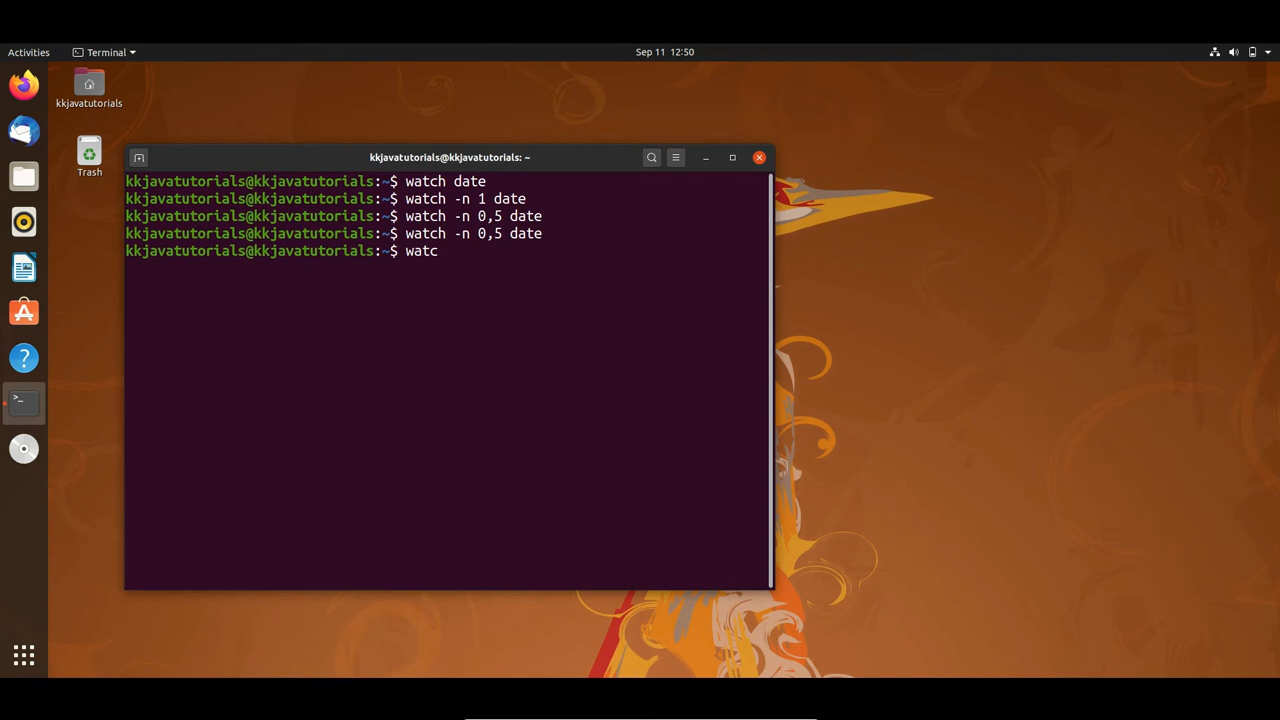 Activities
Terminal
Sep 11 12:50
kkjavatutorials
Trash
kkjavatutorials@kkjavatutorials: ~
kkjavatutorials@kkjavatutorials:~$ watch date
kkjavatutorials@kkjavatutorials:~$ watch -n 1 date
kkjavatutorials@kkjavatutorials:~$ watch -n 0,5 date
kkjavatutorials@kkjavatutorials:~$ watch -n 0,5 date
kkjavatutorials@kkjavatutorials:~$ watc